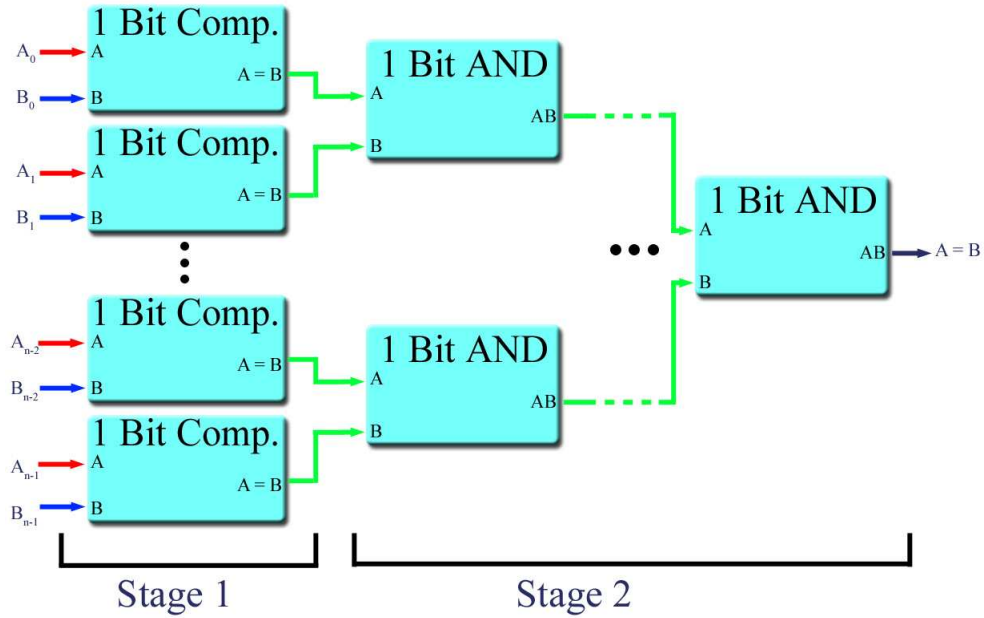 1 Bit Comp.
A0
A
A = B
B0
B
1 Bit Comp.
A1
A
A = B
B1
B
1 Bit AND
A
AB
B
1 Bit AND
A
AB
A = B
B
1 Bit Comp.
An-2
A
A = B
Bn-2
B
1 Bit Comp.
An-1
A
A = B
Bn-1
B
1 Bit AND
A
AB
B
Stage 1
Stage 2